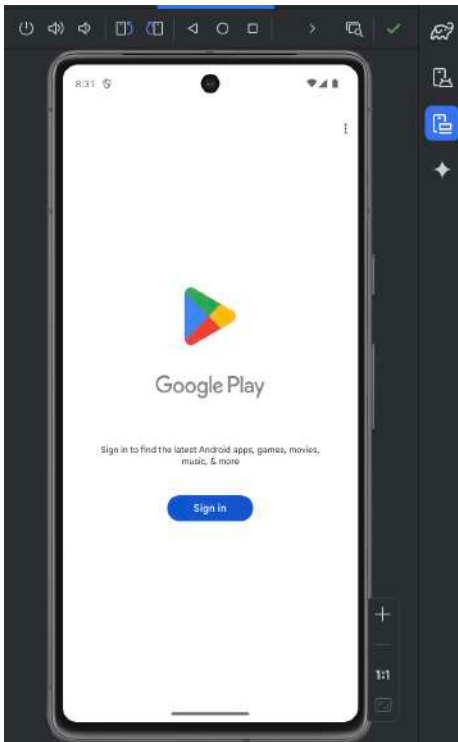 8:31
Google Play
Sign in to find the latest Android apps, games, movies,
music, & more
Sign in
1:1